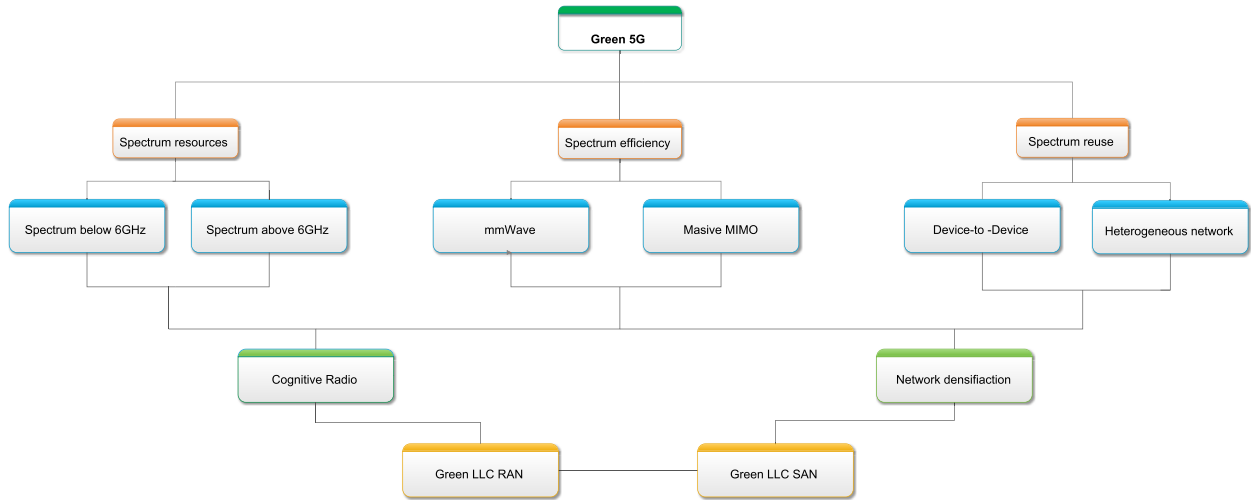 Green 5G
Spectrum resources
Spectrum efficiency
Spectrum reuse
Spectrum below 6GHz
Spectrum above 6GHz
mmWave
Masive MIMO
Device-to -Device
Heterogeneous network
Cognitive Radio
Network densifiaction
Green LLC RAN
Green LLC SAN